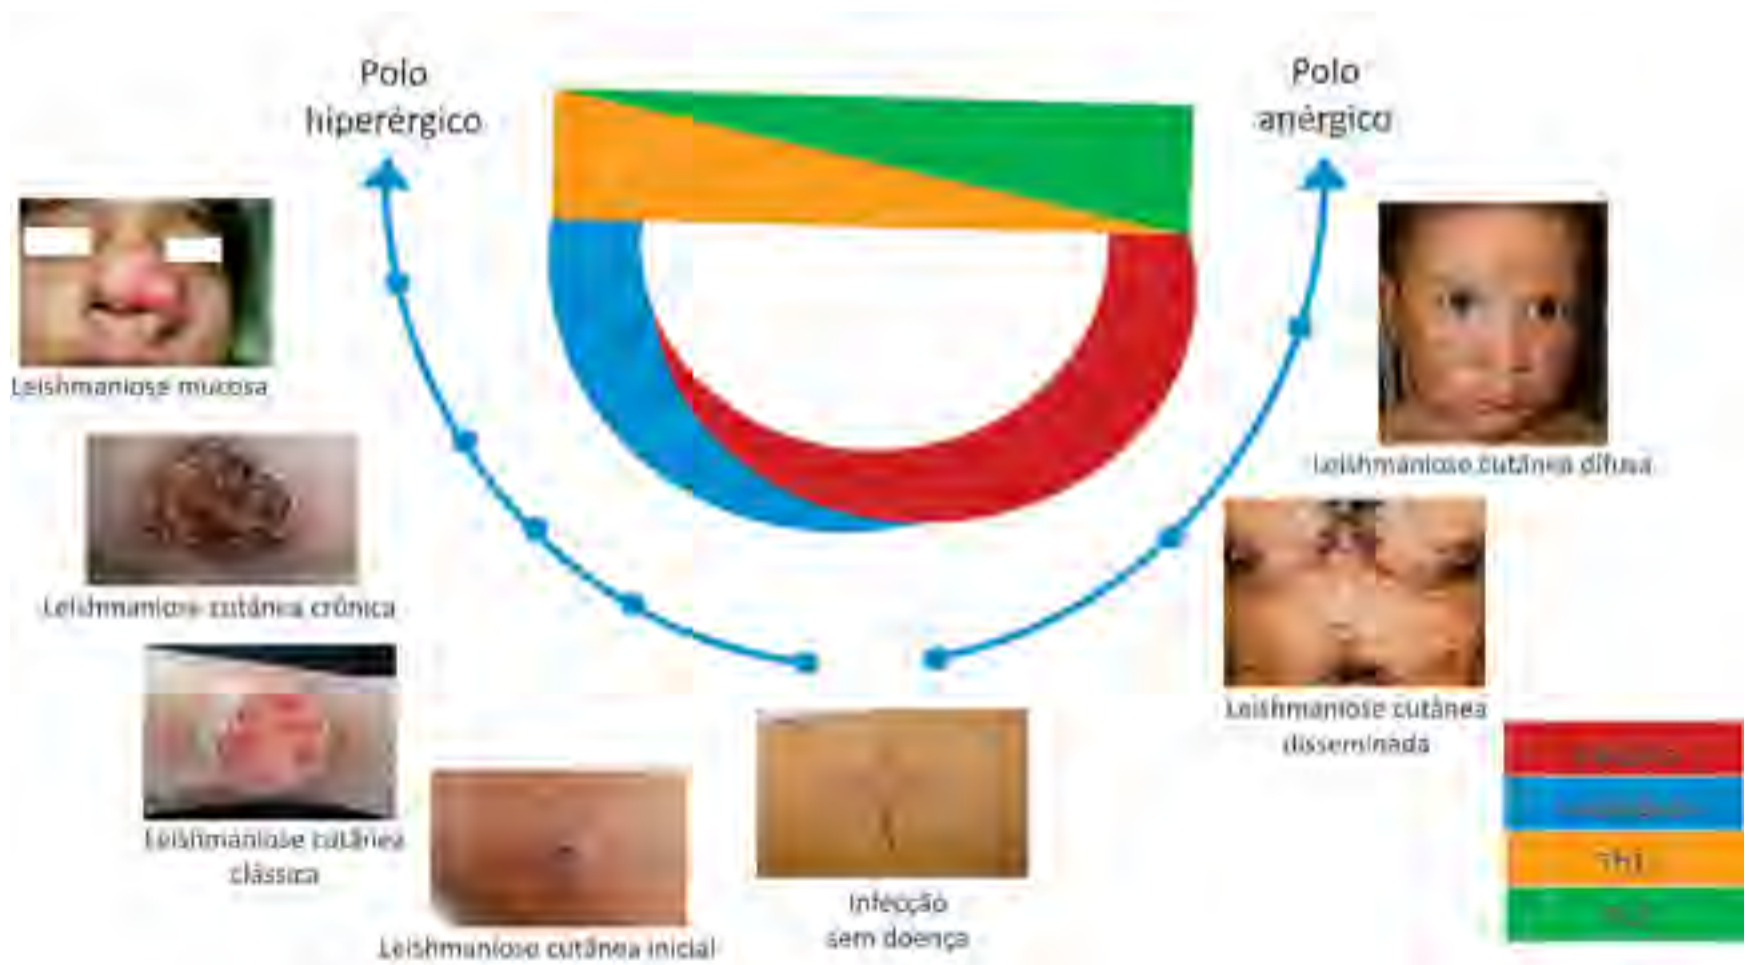 Polo
hiperérgico
Polo
anérgico
Leishmaniose mucosa
Leishmaniose cutânea difusa
Leishmaniose cutânea crônica
Leishmaniose cutânea
disseminada
Leishmaniose cutânea
clássica
Infecção
sem doença
Leishmaniose cutânea inicial
TH1